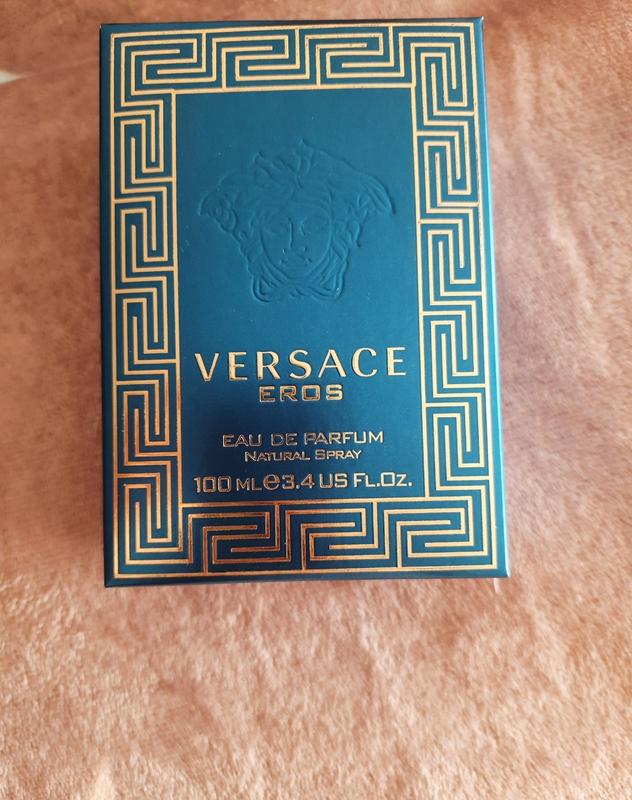 VERSACE
EROS
EAU DE PARFUM
NATURAL SPRAY
100 ML℮3.4 US FL.OZ.